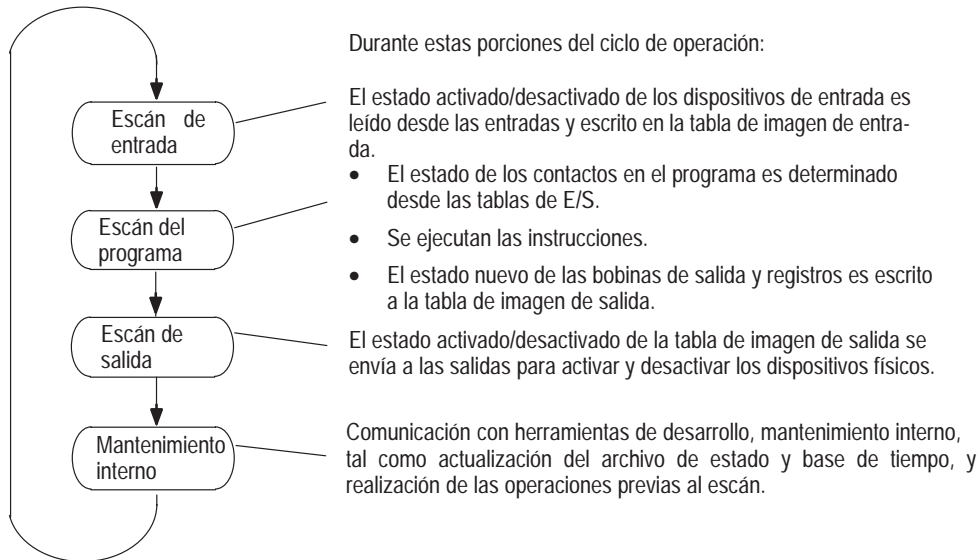 Durante estas porciones del ciclo de operación:
Escán de
entrada
El estado activado/desactivado de los dispositivos de entrada es
leído desde las entradas y escrito en la tabla de imagen de entra-
da.
Escán del
programa
• El estado de los contactos en el programa es determinado
desde las tablas de E/S.
• Se ejecutan las instrucciones.
• El estado nuevo de las bobinas de salida y registros es escrito
a la tabla de imagen de salida.
Escán de
salida
El estado activado/desactivado de la tabla de imagen de salida se
envía a las salidas para activar y desactivar los dispositivos físicos.
Mantenimiento
interno
Comunicación con herramientas de desarrollo, mantenimiento interno,
tal como actualización del archivo de estado y base de tiempo, y
realización de las operaciones previas al escán.